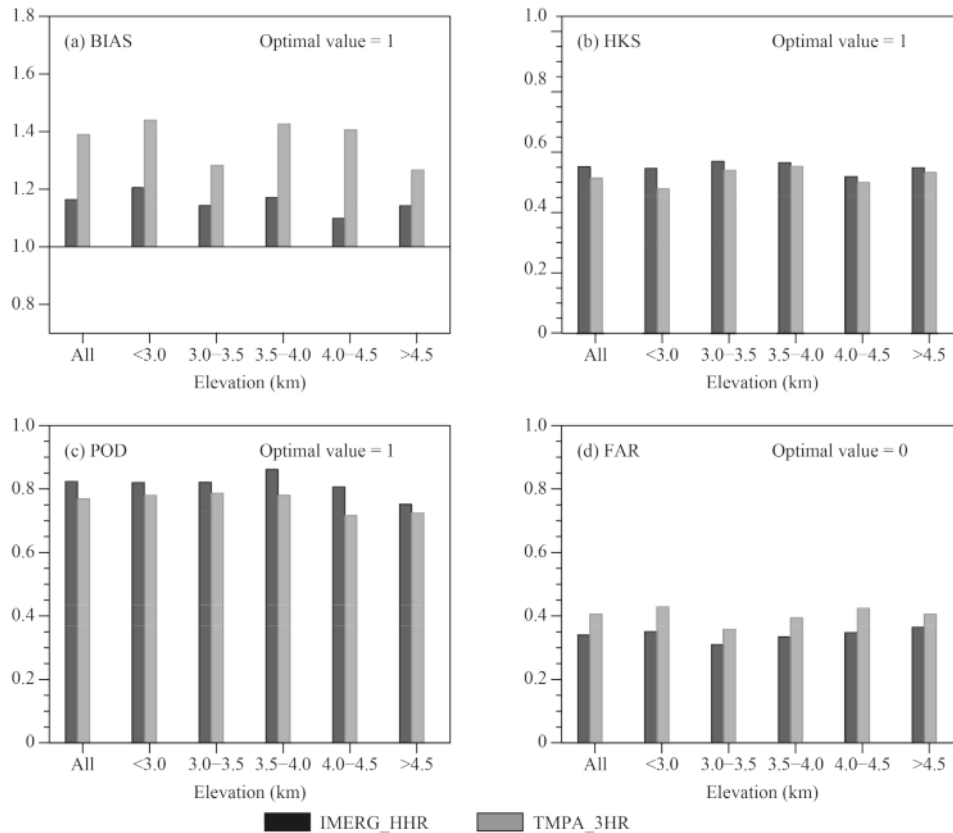 (a) BIAS Optimal value = 1
1.8
1.6
1.4
1.2
1.0
0.8
All <3.0 3.0−3.5 3.5−4.0 4.0−4.5 >4.5
Elevation (km)
(b) HKS Optimal value = 1
1.0
0.8
0.6
0.4
0.2
0
All <3.0 3.0−3.5 3.5−4.0 4.0−4.5 >4.5
Elevation (km)
(c) POD Optimal value = 1
1.0
0.8
0.6
0.4
0.2
0
All <3.0 3.0−3.5 3.5−4.0 4.0−4.5 >4.5
Elevation (km)
(d) FAR Optimal value = 0
1.0
0.8
0.6
0.4
0.2
0
All <3.0 3.0−3.5 3.5−4.0 4.0−4.5 >4.5
Elevation (km)
IMERG_HHR TMPA_3HR